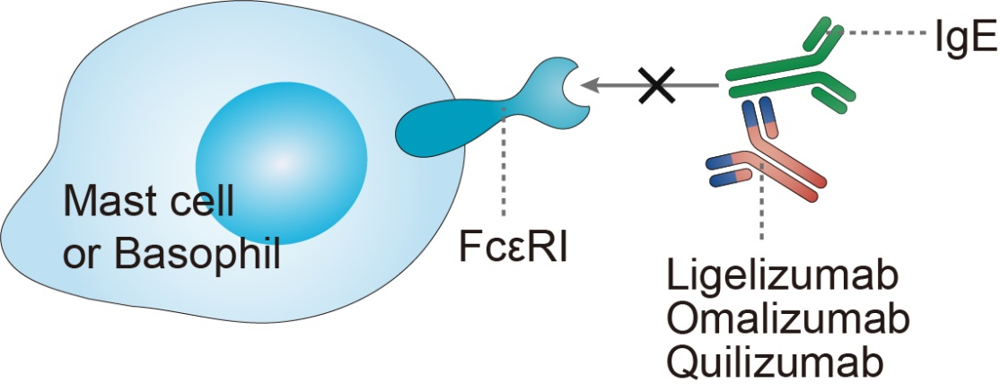 IgE
Mast cell
or Basophil
FcεRI
Ligelizumab
Omalizumab
Quilizumab